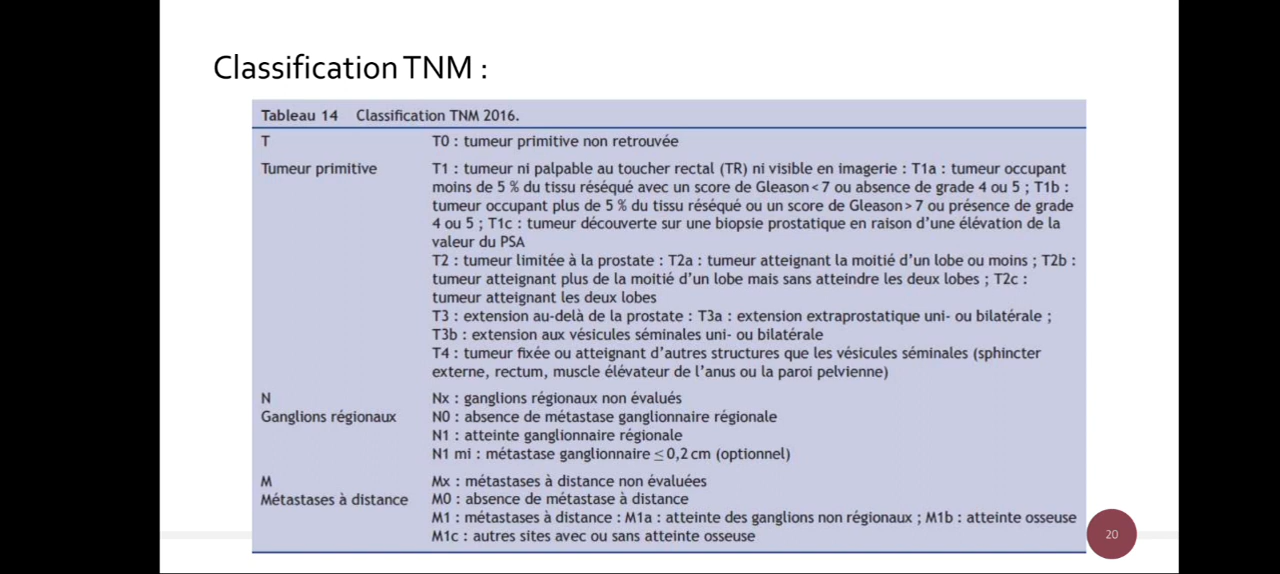 Classification TNM :
Tableau 14 Classification TNM 2016.
T T0 : tumeur primitive non retrouvée
Tumeur primitive T1 : tumeur ni palpable au toucher rectal (TR) ni visible en imagerie : T1a : tumeur occupant
moins de 5 % du tissu réséqué avec un score de Gleason < 7 ou absence de grade 4 ou 5 ; T1b :
tumeur occupant plus de 5 % du tissu réséqué ou un score de Gleason > 7 ou présence de grade
4 ou 5 ; T1c : tumeur découverte sur une biopsie prostatique en raison d’une élévation de la
valeur du PSA
T2 : tumeur limitée à la prostate : T2a : tumeur atteignant la moitié d’un lobe ou moins ; T2b :
tumeur atteignant plus de la moitié d’un lobe mais sans atteindre les deux lobes ; T2c :
tumeur atteignant les deux lobes
T3 : extension au-delà de la prostate : T3a : extension extraprostatique uni- ou bilatérale ;
T3b : extension aux vésicules séminales uni- ou bilatérale
T4 : tumeur fixée ou atteignant d’autres structures que les vésicules séminales (sphincter
externe, rectum, muscle élévateur de l’anus ou la paroi pelvienne)
N Nx : ganglions régionaux non évalués
Ganglions régionaux N0 : absence de métastase ganglionnaire régionale
N1 : atteinte ganglionnaire régionale
N1 mi : métastase ganglionnaire ≤ 0,2 cm (optionnel)
M Mx : métastases à distance non évaluées
Métastases à distance M0 : absence de métastase à distance
M1 : métastases à distance : M1a : atteinte des ganglions non régionaux ; M1b : atteinte osseuse
M1c : autres sites avec ou sans atteinte osseuse
20